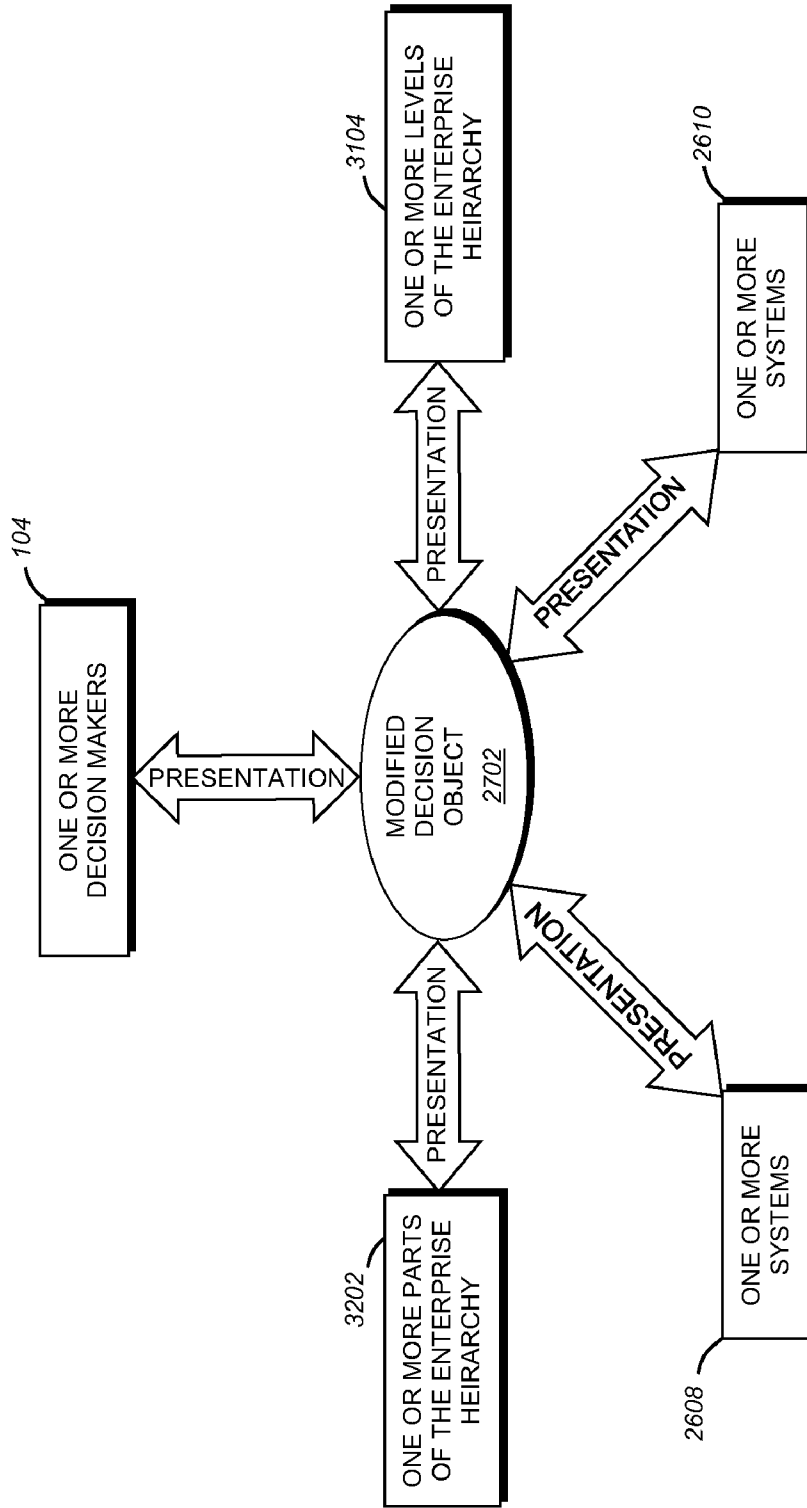 104
ONE OR MORE
DECISION MAKERS
PRESENTATION
3202
ONE OR MORE PARTS
OF THE ENTERPRISE
HEIRARCHY
PRESENTATION
MODIFIED
DECISION
OBJECT
2702
PRESENTATION
3104
ONE OR MORE LEVELS
OF THE ENTERPRISE
HEIRARCHY
PRESENTATION
PRESENTATION
2608
ONE OR MORE
SYSTEMS
2610
ONE OR MORE
SYSTEMS